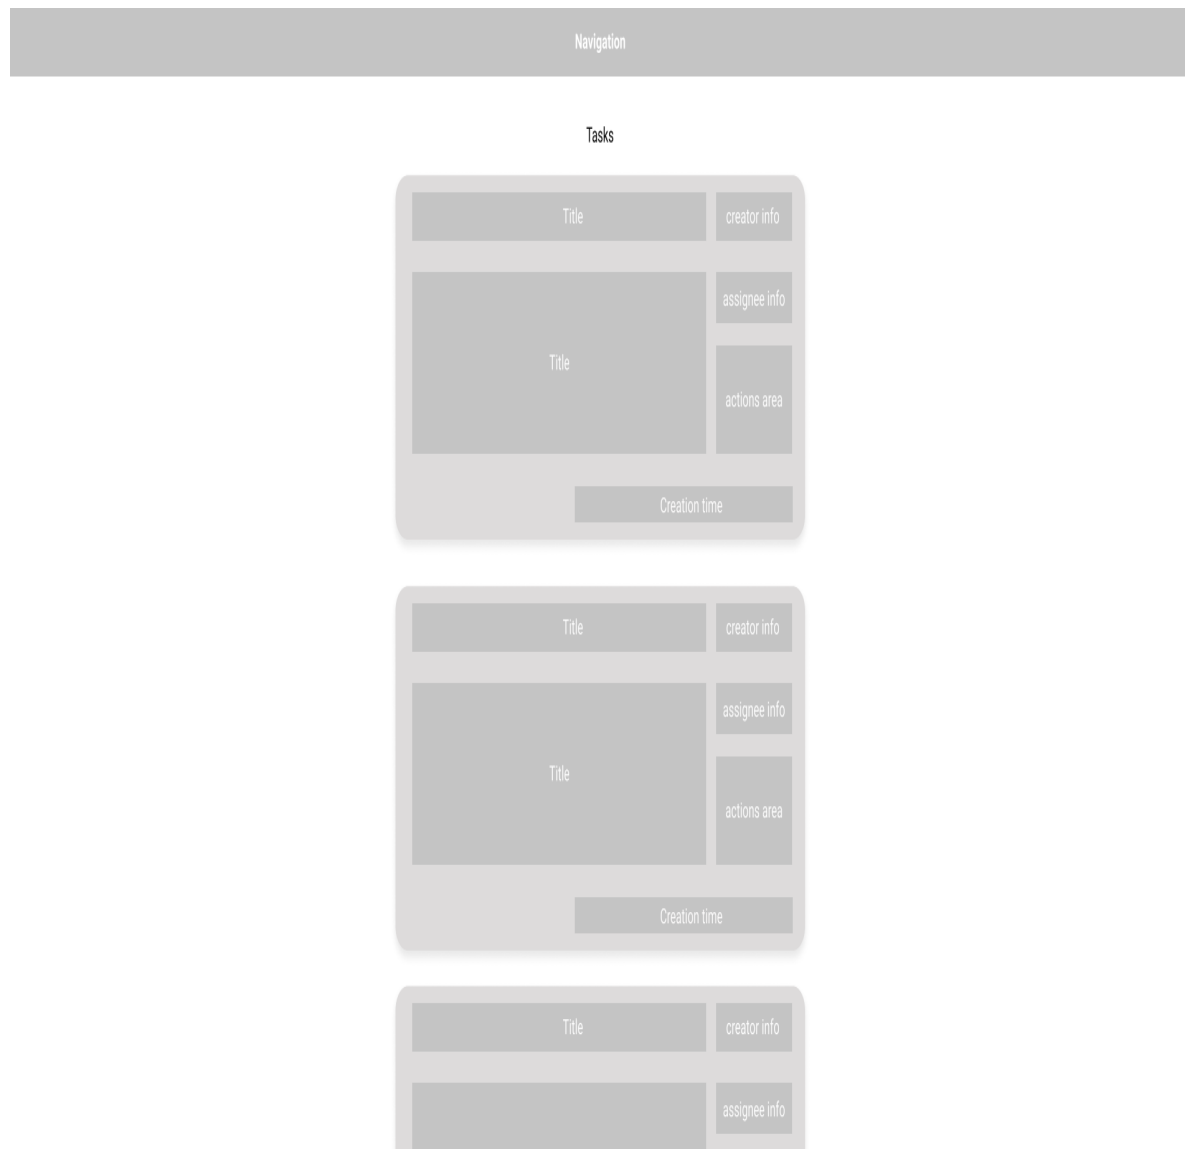 Navigation
Tasks
Title
creator info
assignee info
Title
actions area
Creation time
Title
creator info
assignee info
Title
actions area
Creation time
Title
creator info
assignee info